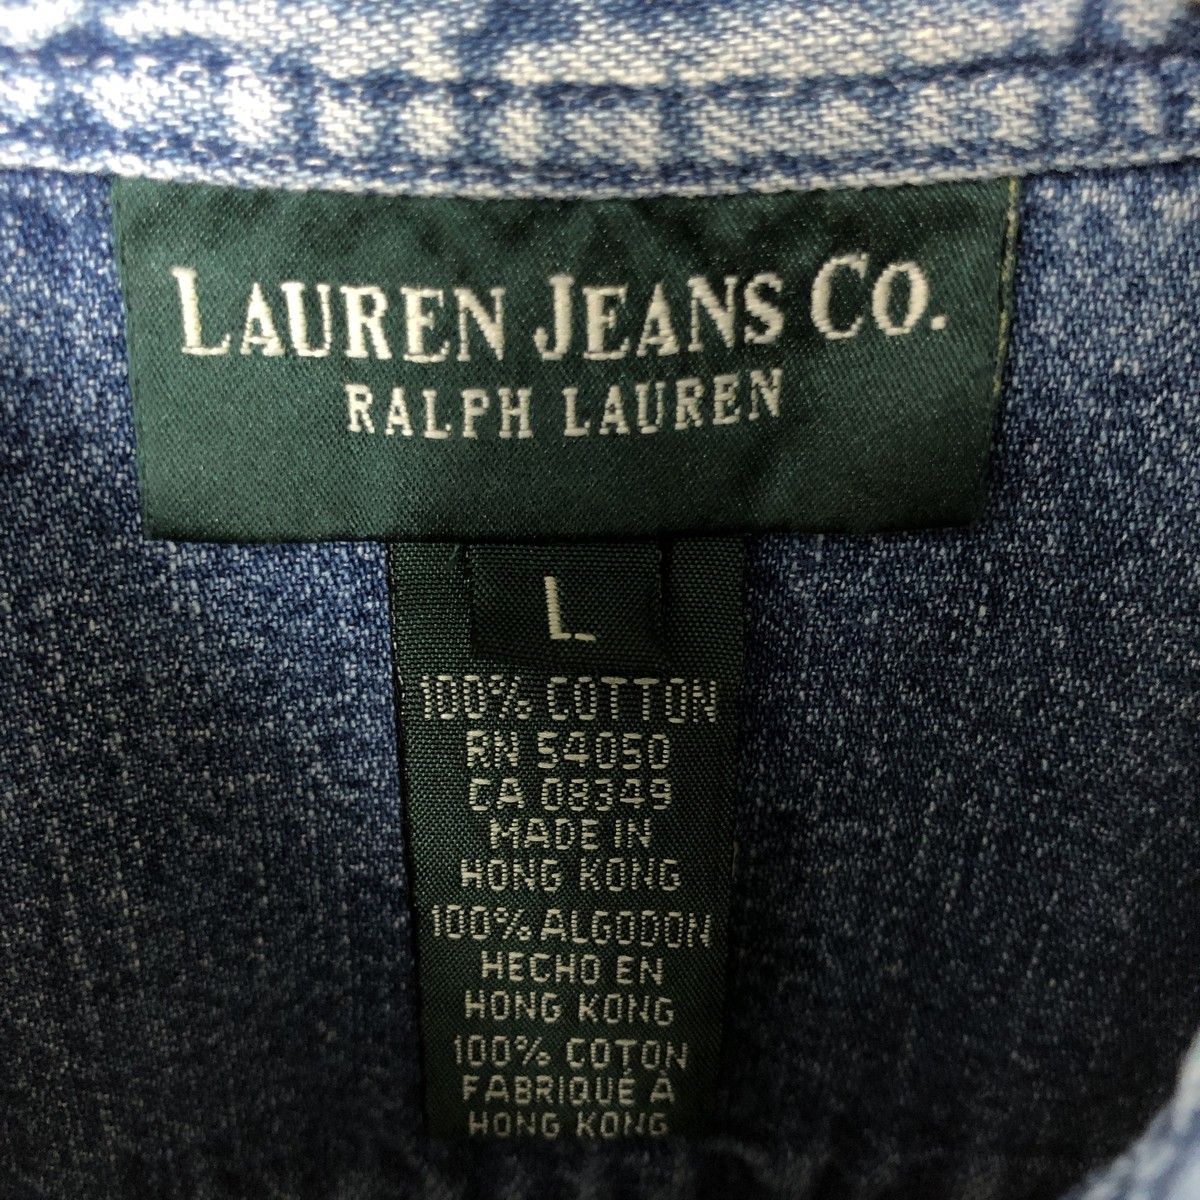 LAUREN JEANS CO.
RALPH LAUREN
L
100% COTTON
RN 54050
CA 08349
MADE IN
HONG KONG
100% ALGODON
HECHO EN
HONG KONG
100% COTON
FABRIQUÉ A
HONG KONG